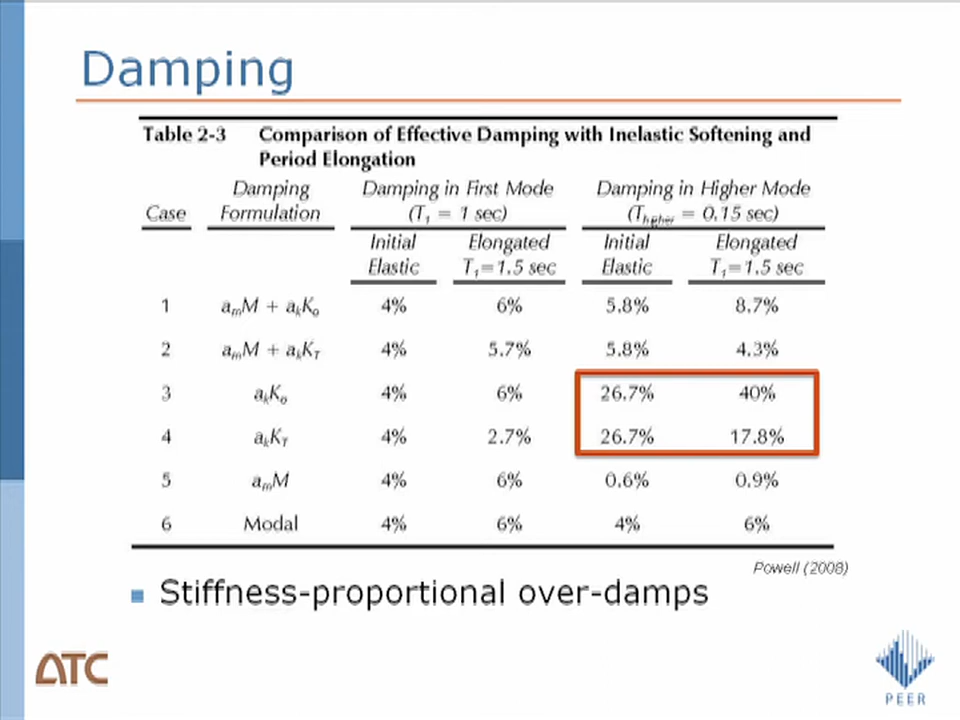 Damping
Table 2-3 Comparison of Effective Damping with Inelastic Softening and
Period Elongation
Case Damping Formulation Damping in First Mode (T1 = 1 sec) Damping in Higher Mode (Thigher = 0.15 sec)
Initial Elastic Elongated T1=1.5 sec Initial Elastic Elongated T1=1.5 sec
1 amM + akKo 4% 6% 5.8% 8.7%
2 amM + akKT 4% 5.7% 5.8% 4.3%
3 akKo 4% 6% 26.7% 40%
4 akKT 4% 2.7% 26.7% 17.8%
5 amM 4% 6% 0.6% 0.9%
6 Modal 4% 6% 4% 6%
Powell (2008)
Stiffness-proportional over-damps
ATC
PEER